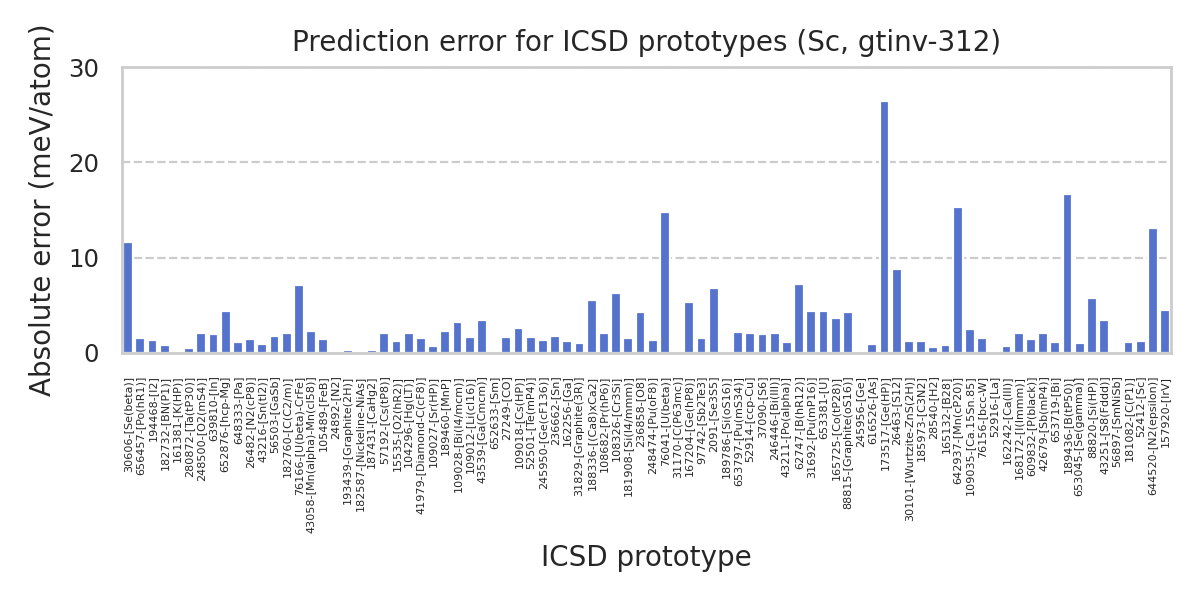 Prediction error for ICSD prototypes (Sc, gtinv-312)
Absolute error (meV/atom)
30
20
10
0
30606-[Se(beta)]
656457-[Po(hR1)]
194468-[I2]
182732-[BN(P1)]
16381-[K(HP)]
280872-[Ta(tP30)]
248500-[O2(mS4)]
639810-[In]
652876-[hcp-Mg]
648333-[Pa]
26482-[N2(cP8)]
43216-[Sn(tI2)]
56503-[GaSb]
182760-[C(C2/m)]
76166-[U(beta)-CrFe]
43058-[Mn(alpha)-Mn(cI58)]
105489-[FeB]
24892-[N2]
193439-[Graphite(2H)]
182587-[Nickeline-NiAs]
187431-[CaHg2]
57192-[Cs(tP8)]
15535-[O2(hR2)]
104296-[Hg(LT)]
41979-[Diamond-C(cF8)]
109027-[Sr(HP)]
189460-[MnP]
109028-[Bi(I4/mcm)]
109012-[Li(cI16)]
43539-[Ga(Cmcm)]
652633-[Sm]
27249-[CO]
109018-[Cs(HP)]
52501-[Te(mP4)]
245950-[Ge(cF136)]
236662-[Sn]
162256-[Ga]
31829-[Graphite(3R)]
188336-[(Ca8)xCa2]
108682-[Pr(hP6)]
108326-[Cr3Si]
181908-[Si(I4/mmm)]
236858-[O8]
248474-[Pu(oF8)]
76041-[U(beta)]
31170-[C(P63mc)]
167204-[Ge(hP8)]
97742-[Sb2Te3]
2091-[Se3S5]
189786-[Si(oS16)]
653797-[Pu(mS34)]
52914-[ccp-Cu]
37090-[S6]
246446-[Bi(III)]
43211-[Po(alpha)]
62747-[B(hR12)]
31692-[Pu(mP16)]
653381-[U]
165725-[Co(tP28)]
88815-[Graphite(oS16)]
245956-[Ge]
616526-[As]
173517-[Ge(HP)]
26463-[S12]
30101-[Wurtzite-ZnS(2H)]
185973-[C3N2]
28540-[H2]
165132-[B28]
642937-[Mn(cP20)]
109035-[Ca.15Sn.85]
76156-[bcc-W]
52916-[La]
162242-[Ca(III)]
168172-[I(Immm)]
609832-[P(black)]
42679-[Sb(mP4)]
653719-[Bi]
189436-[B(tP50)]
653045-[Se(gamma)]
88820-[Si(HP)]
43251-[S8(Fddd)]
56897-[SmNiSb]
181082-[C(P1)]
52412-[Sc]
644520-[N2(epsilon)]
157920-[IrV]
ICSD prototype